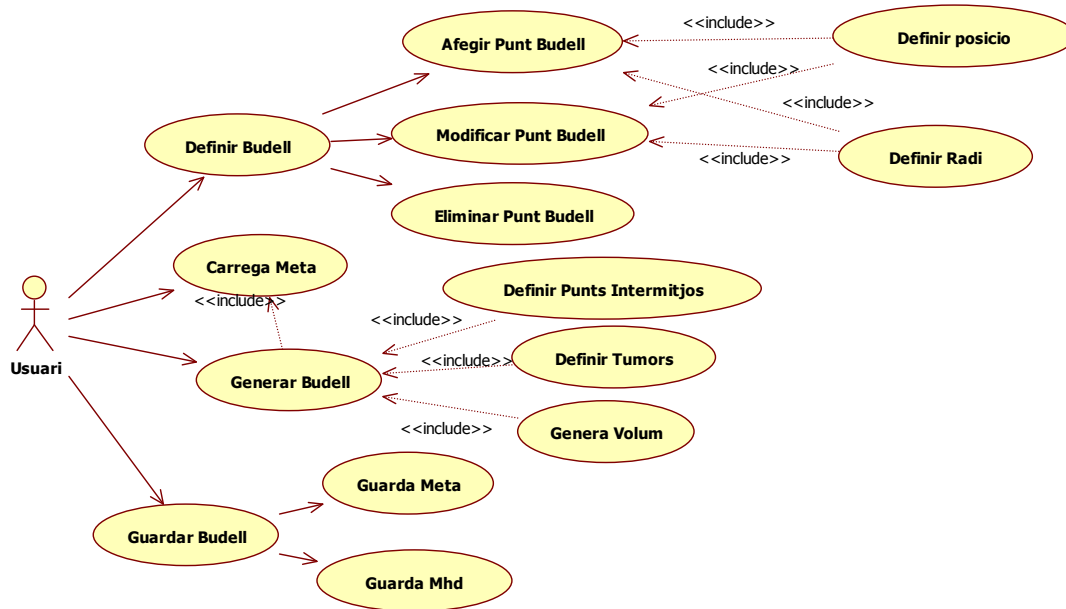 <<include>>
Afegir Punt Budell
Definir posicio
<<include>>
<<include>>
Definir Budell
Modificar Punt Budell
<<include>>
Definir Radi
Eliminar Punt Budell
Carrega Meta
<<include>>
Definir Punts Intermitjos
<<include>>
Usuari
<<include>>
Definir Tumors
Generar Budell
<<include>>
Genera Volum
Guarda Meta
Guardar Budell
Guarda Mhd